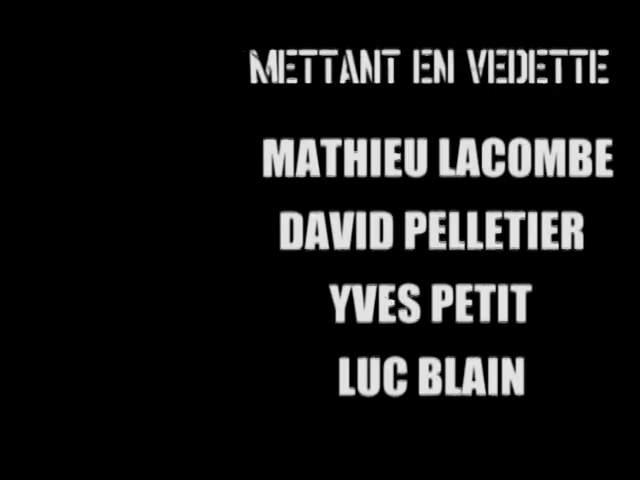 METTANT EN VEDETTE
MATHIEU LACOMBE
DAVID PELLETIER
YVES PETIT
LUC BLAIN